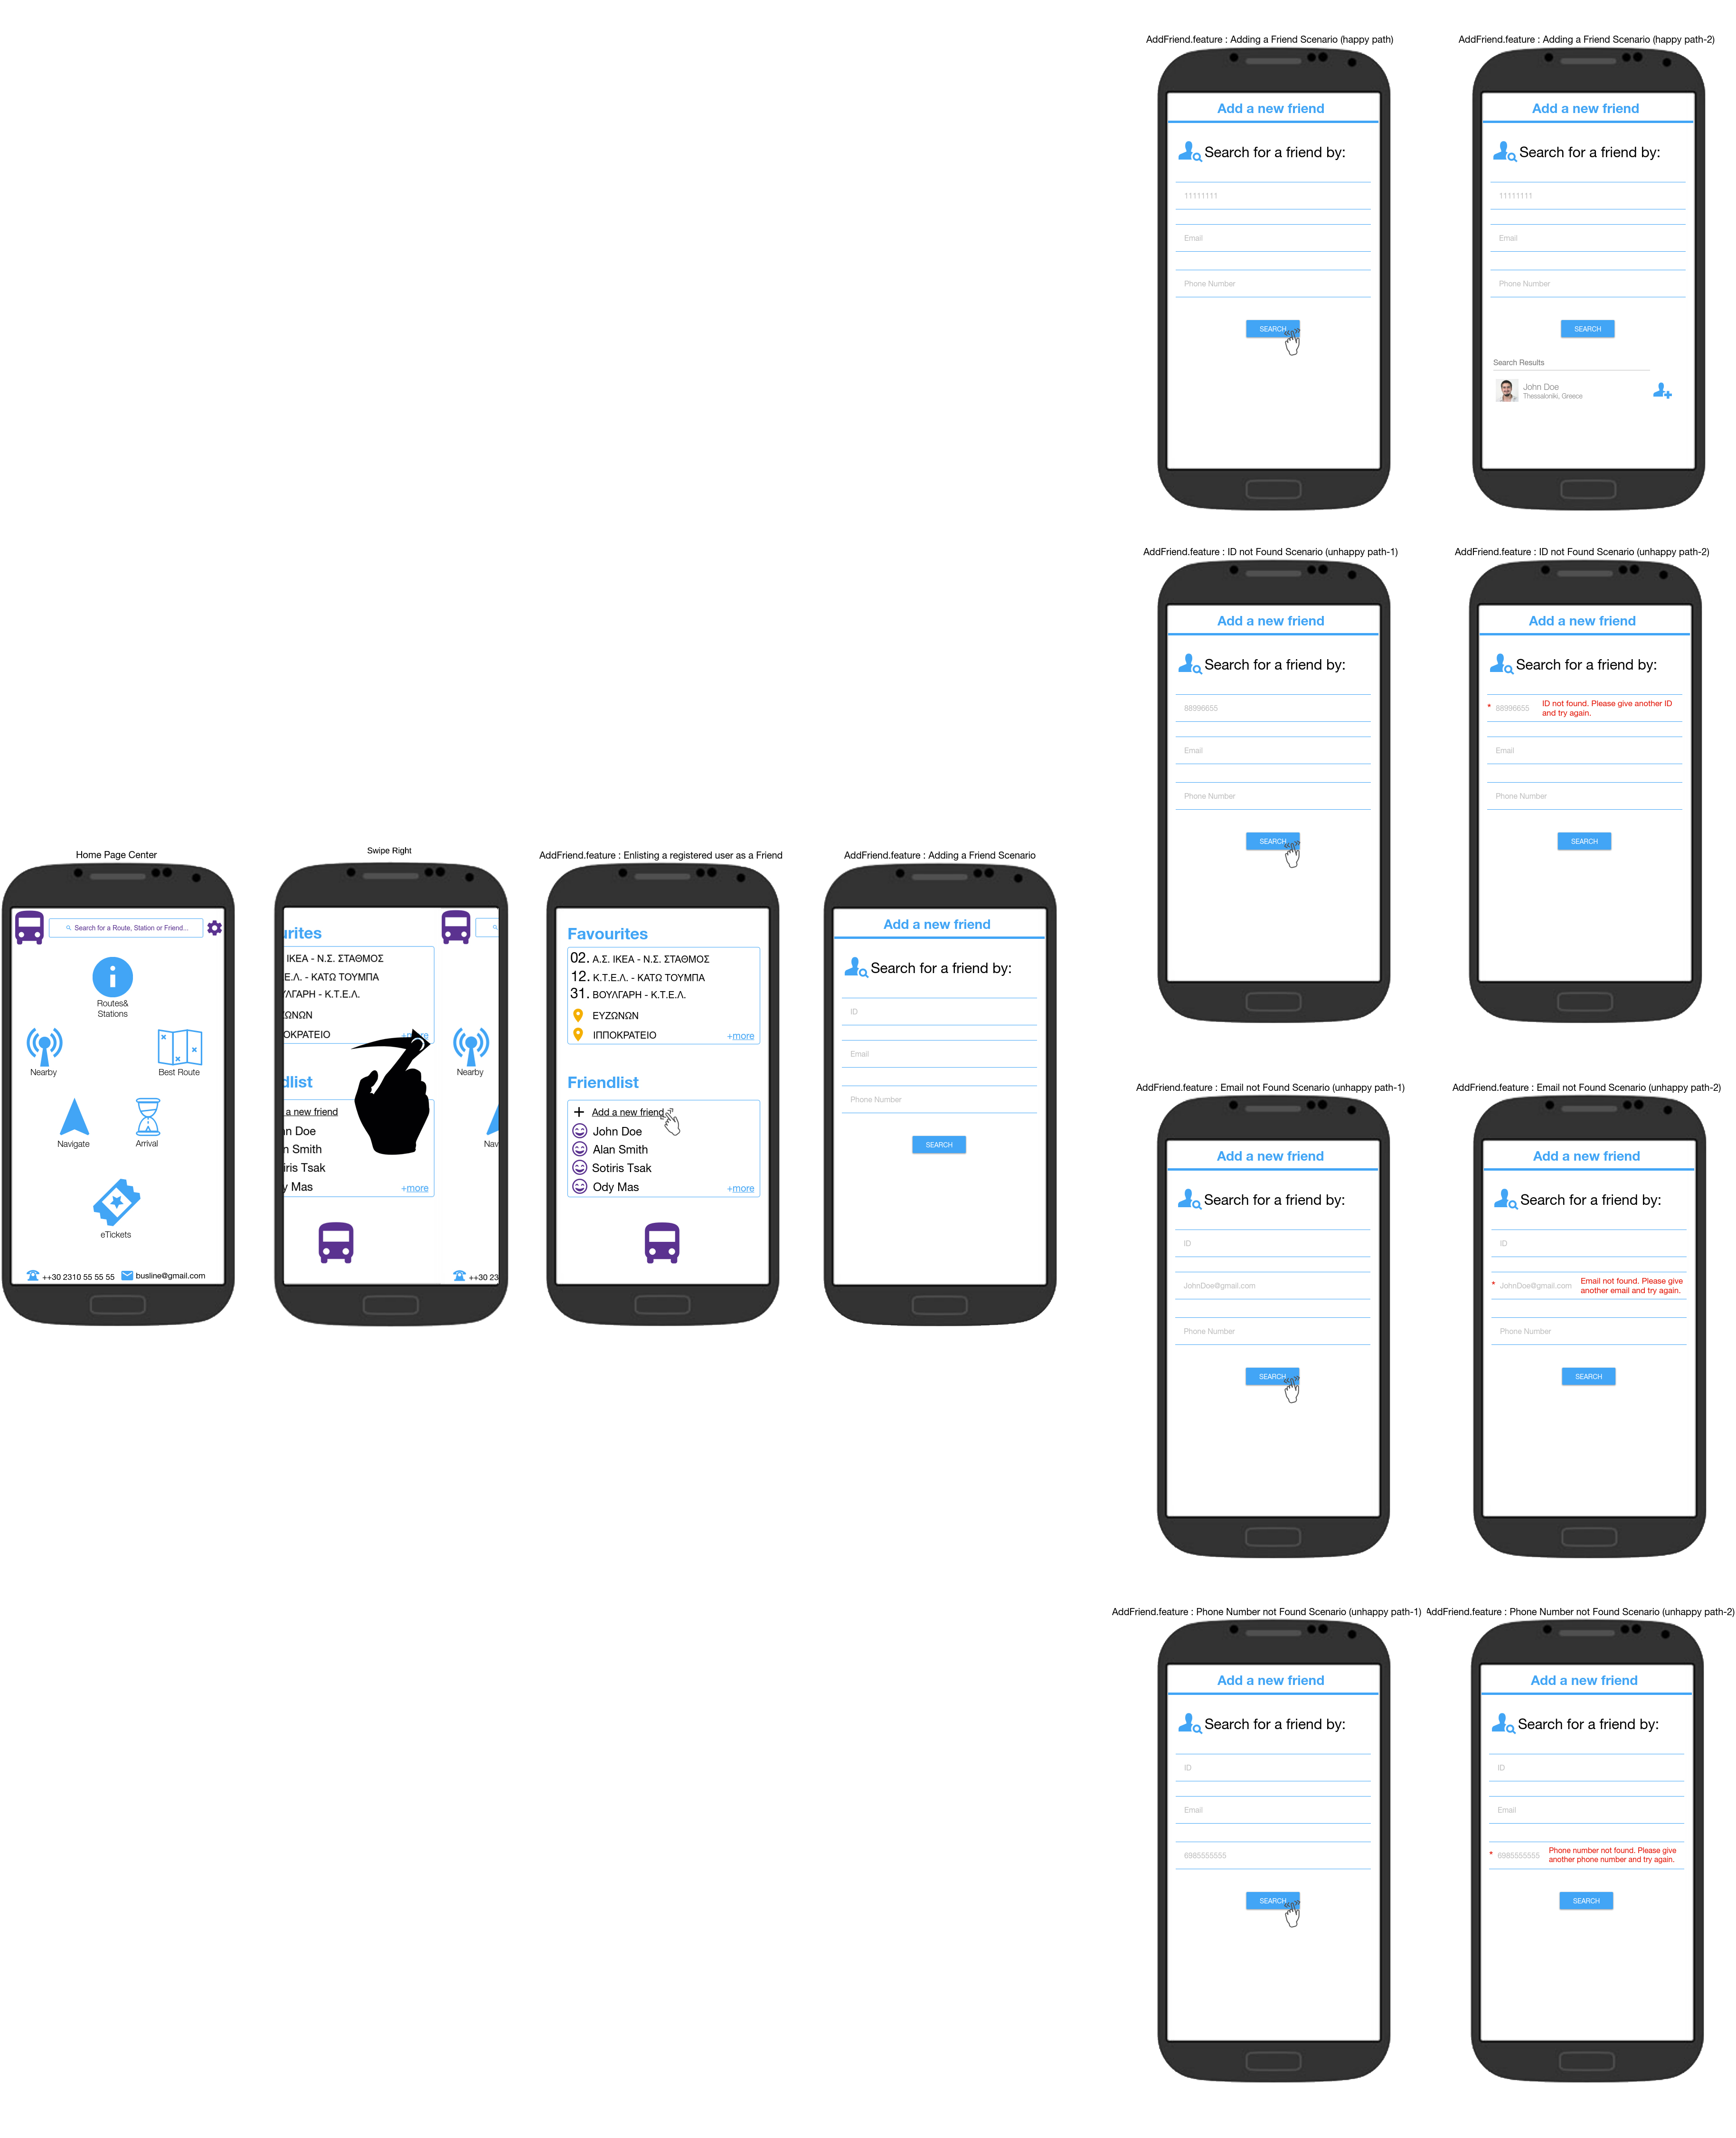 AddFriend.feature : Adding a Friend Scenario (happy path)
Add a new friend
Search for a friend by:
11111111
Email
Phone Number
SEARCH
AddFriend.feature : Adding a Friend Scenario (happy path-2)
Add a new friend
Search for a friend by:
11111111
Email
Phone Number
SEARCH
Search Results
John Doe
Thessaloniki, Greece
AddFriend.feature : ID not Found Scenario (unhappy path-1)
Add a new friend
Search for a friend by:
88996655
Email
Phone Number
SEARCH
AddFriend.feature : ID not Found Scenario (unhappy path-2)
Add a new friend
Search for a friend by:
* 88996655
ID not found. Please give another ID
and try again.
Email
Phone Number
SEARCH
Home Page Center
Search for a Route, Station or Friend...
Routes&
Stations
Nearby
Best Route
Navigate
Arrival
eTickets
++30 2310 55 55 55
busline@gmail.com
Swipe Right
urites
ΙΚΕΑ - Ν.Σ. ΣΤΑΘΜΟΣ
Ε.Λ. - ΚΑΤΩ ΤΟΥΜΠΑ
ΛΓΑΡΗ - Κ.Τ.Ε.Λ.
ΖΩΝΩΝ
ΟΚΡΑΤΕΙΟ
+more
dlist
a new friend
n Doe
n Smith
iris Tsak
y Mas
+more
Nearby
Nav
++30 23
AddFriend.feature : Enlisting a registered user as a Friend
Favourites
02. Α.Σ. ΙΚΕΑ - Ν.Σ. ΣΤΑΘΜΟΣ
12. Κ.Τ.Ε.Λ. - ΚΑΤΩ ΤΟΥΜΠΑ
31. ΒΟΥΛΓΑΡΗ - Κ.Τ.Ε.Λ.
ΕΥΖΩΝΩΝ
ΙΠΠΟΚΡΑΤΕΙΟ
+more
Friendlist
+ Add a new friend
John Doe
Alan Smith
Sotiris Tsak
Ody Mas
+more
AddFriend.feature : Adding a Friend Scenario
Add a new friend
Search for a friend by:
ID
Email
Phone Number
SEARCH
AddFriend.feature : Email not Found Scenario (unhappy path-1)
Add a new friend
Search for a friend by:
ID
JohnDoe@gmail.com
Phone Number
SEARCH
AddFriend.feature : Email not Found Scenario (unhappy path-2)
Add a new friend
Search for a friend by:
ID
* JohnDoe@gmail.com
Email not found. Please give
another email and try again.
Phone Number
SEARCH
AddFriend.feature : Phone Number not Found Scenario (unhappy path-1)
Add a new friend
Search for a friend by:
ID
Email
6985555555
SEARCH
AddFriend.feature : Phone Number not Found Scenario (unhappy path-2)
Add a new friend
Search for a friend by:
ID
Email
* 6985555555
Phone number not found. Please give
another phone number and try again.
SEARCH